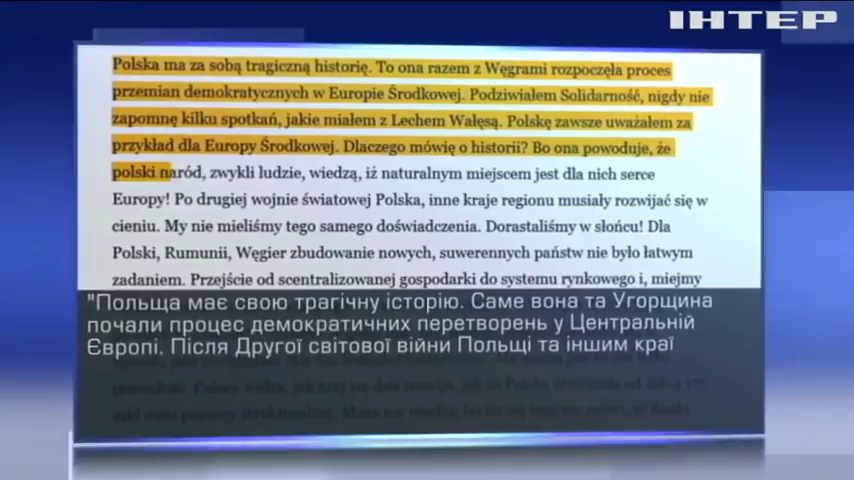 ІНТЕР
Polska ma za sobą tragiczną historię. To ona razem z Węgrami rozpoczęła proces
przemian demokratycznych w Europie Środkowej. Podziwiałem Solidarność, nigdy nie
zapomnę kilku spotkań, jakie miałem z Lechem Wałęsą. Polskę zawsze uważałem za
przykład dla Europy Środkowej. Dlaczego mówię o historii? Bo ona powoduje, że
polski naród, zwykli ludzie, wiedzą, iż naturalnym miejscem jest dla nich serce
Europy! Po drugiej wojnie światowej Polska, inne kraje regionu musiały rozwijać się w
cieniu. My nie mieliśmy tego samego doświadczenia. Dorastaliśmy w słońcu! Dla
Polski, Rumunii, Węgier zbudowanie nowych, suwerennych państw nie było łatwym
zadaniem. Przejście od scentralizowanej gospodarki do systemu rynkowego i, miejmy
"Польща має свою трагічну історію. Саме вона та Угорщина
почали процес демократичних перетворень у Центральній
Європі. Після Другої світової війни Польщі та іншим краї